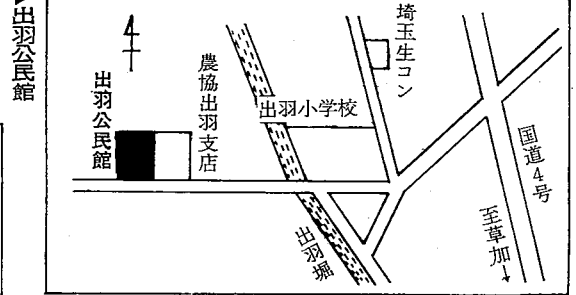 ▶出羽公民館
埼玉生コン
農協出羽支店
出羽公民館
出羽小学校
国道4号
至草加↓
出羽堀